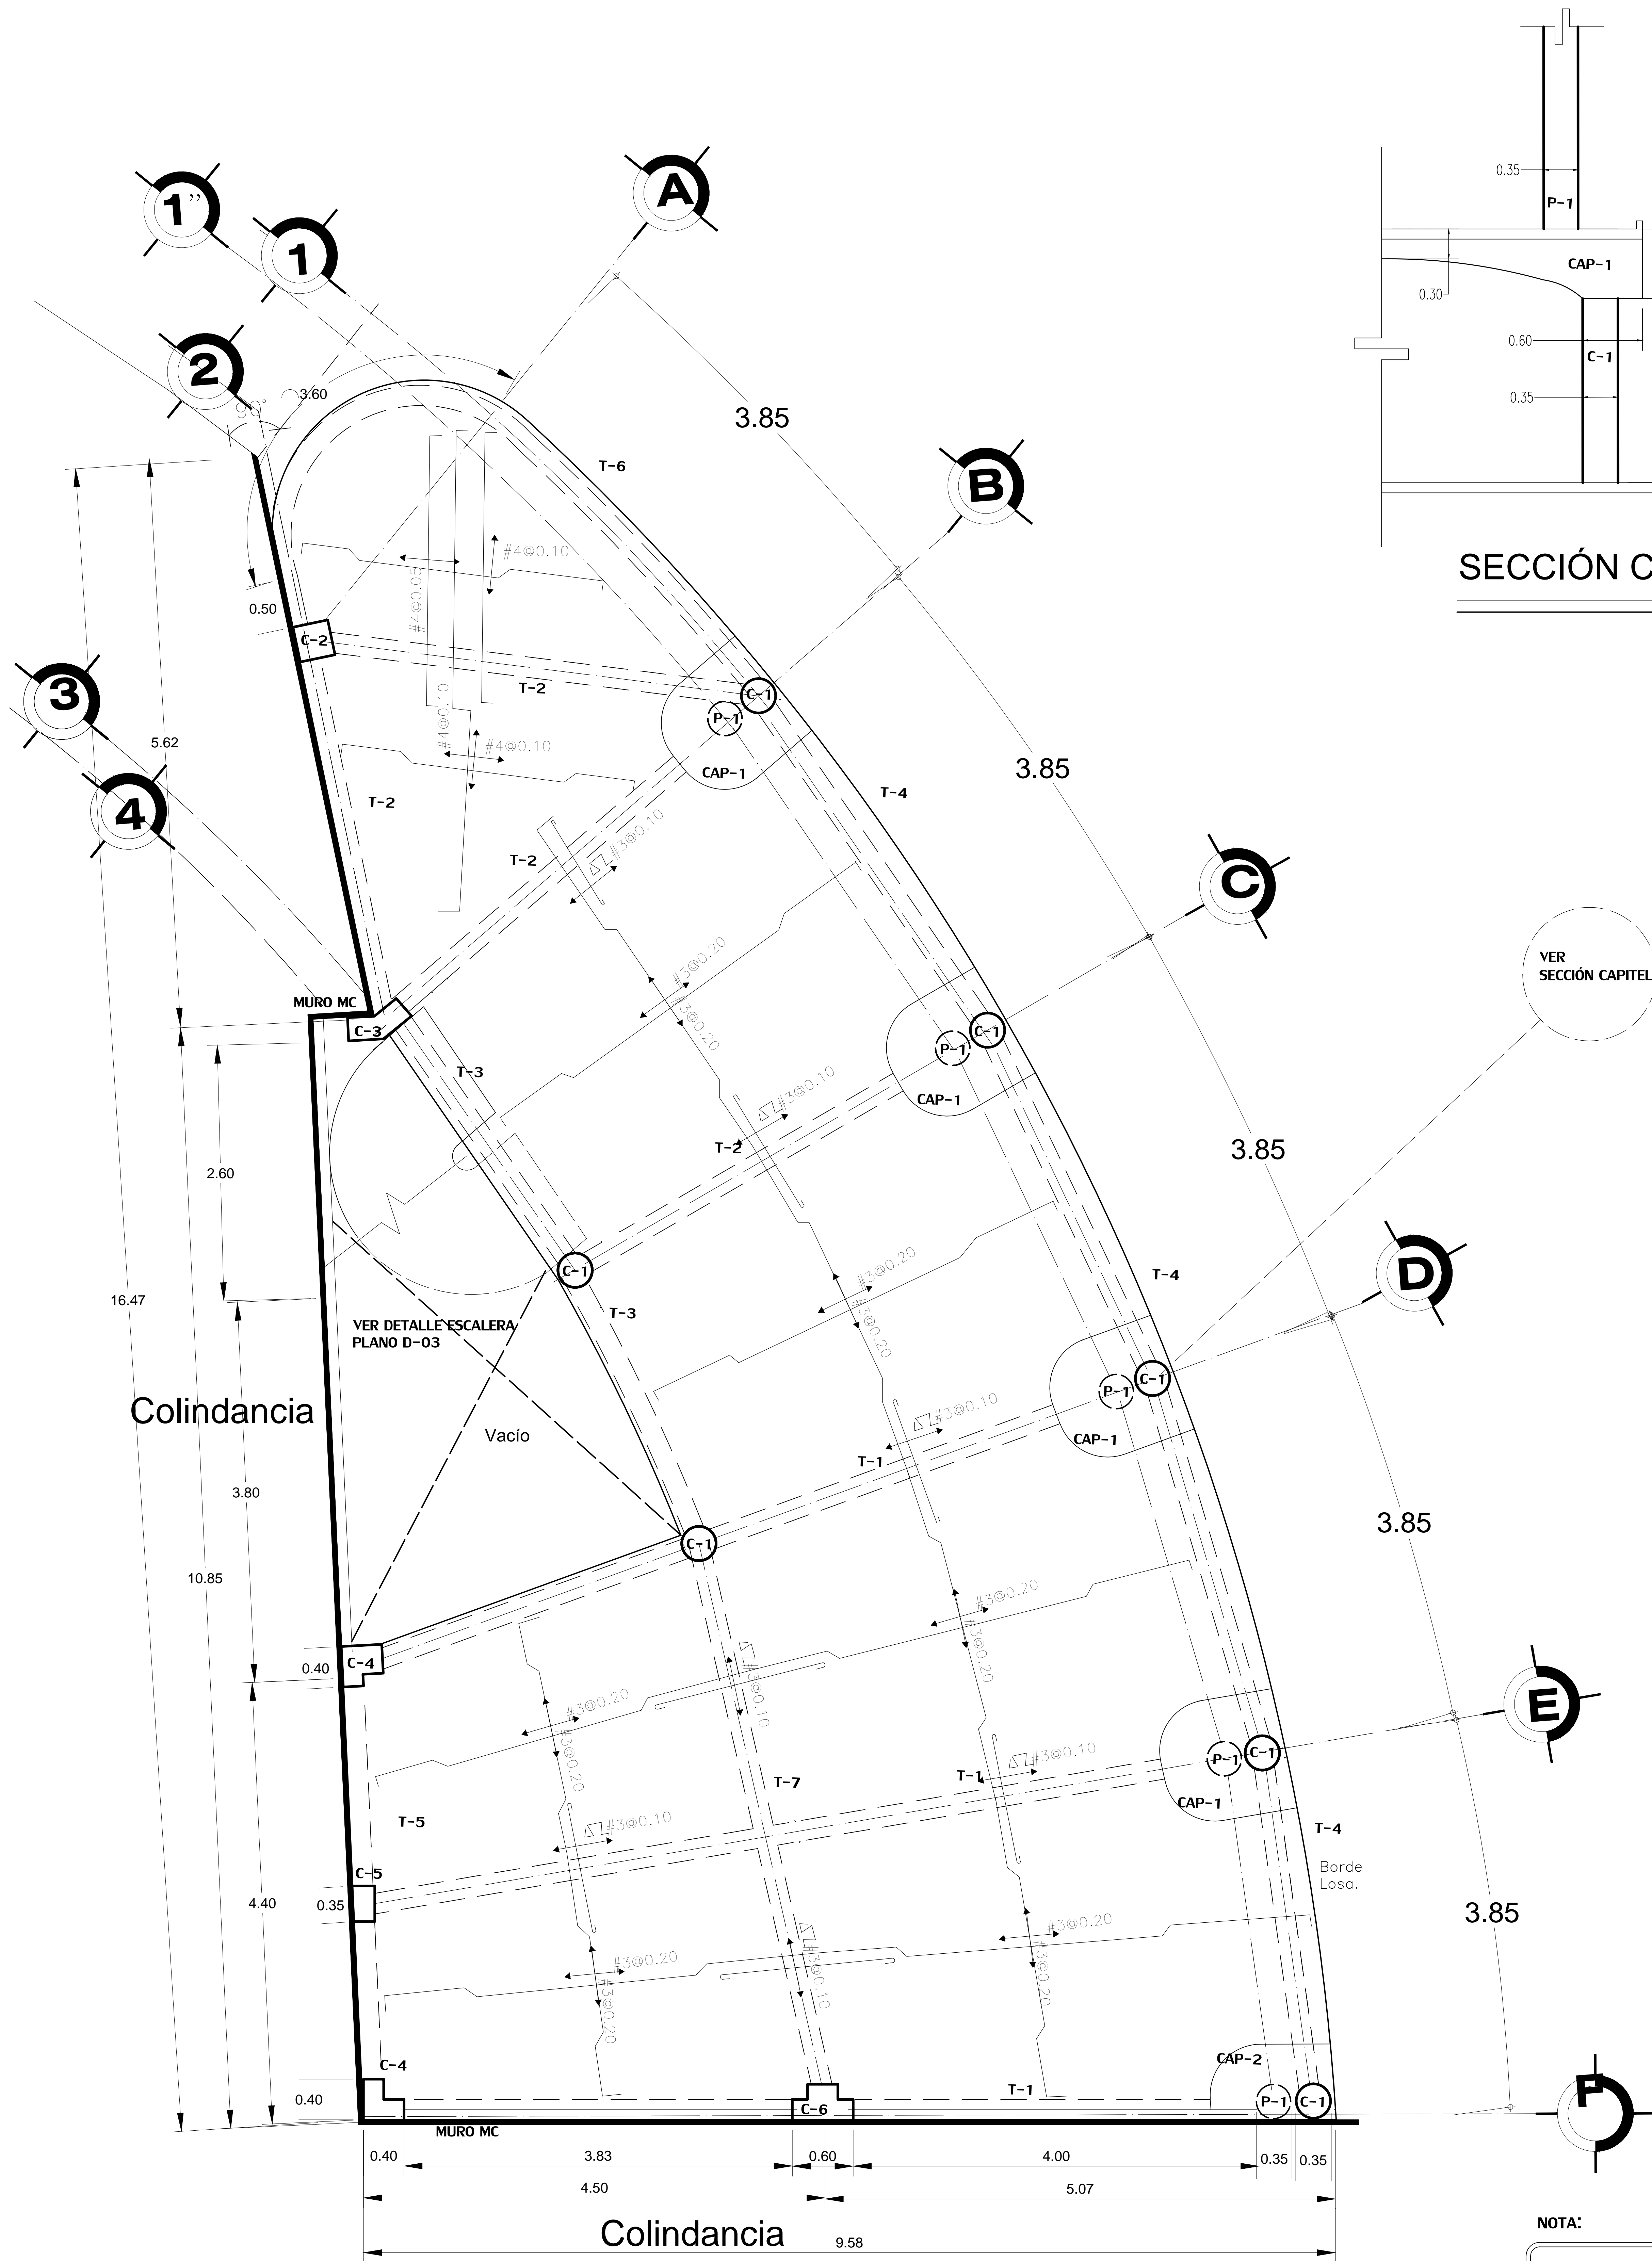 0.35
P-1
CAP-1
0.30
0.60
C-1
0.35
SECCIÓN C
1"
1
A
2
90°
3.60
3.85
T-6
B
#4@0.10
#4@0.05
0.50
C-2
T-2
C-1
P-1
3
#4@0.10
#4@0.10
5.62
CAP-1
3.85
T-4
T-2
4
#3@0.10
T-2
C
#3@0.20
#3@0.20
VER
SECCIÓN CAPITEL
MURO MC
C-3
C-1
P-1
T-3
#3@0.10
CAP-1
T-2
3.85
2.60
D
#3@0.20
#3@0.20
C-1
T-4
16.47
T-3
VER DETALLE ESCALERA
PLANO D-03
C-1
P-1
Colindancia
#3@0.10
Vacío
CAP-1
T-1
3.80
3.85
C-1
10.85
#3@0.20
#3@0.20
C-4
0.40
#3@0.20
#3@0.20
#3@0.10
E
C-1
P-1
#3@0.10
T-1
T-7
CAP-1
T-5
#3@0.10
T-4
Borde
Losa.
C-5
0.35
4.40
3.85
#3@0.20
#3@0.20
#3@0.10
#3@0.20
#3@0.20
C-4
CAP-2
T-1
F
0.40
C-6
P-1
C-1
MURO MC
0.40
3.83
0.60
4.00
0.35
0.35
4.50
5.07
Colindancia
9.58
NOTA: